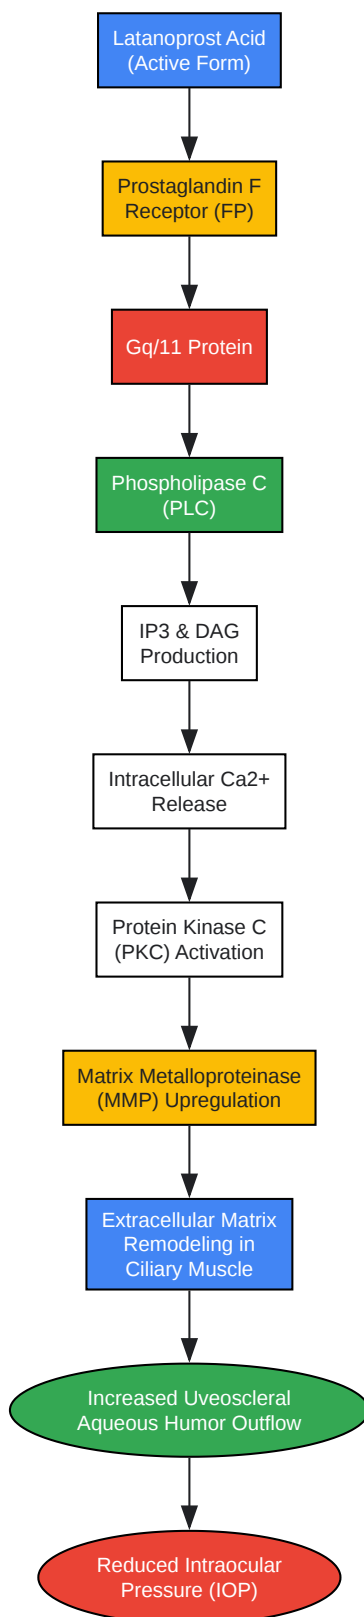 Latanoprost Acid
(Active Form)
Prostaglandin F
Receptor (FP)
Gq/11 Protein
Phospholipase C
(PLC)
IP3 & DAG
Production
Intracellular Ca2+
Release
Protein Kinase C
(PKC) Activation
Matrix Metalloproteinase
(MMP) Upregulation
Extracellular Matrix
Remodeling in
Ciliary Muscle
Increased Uveoscleral
Aqueous Humor Outflow
Reduced Intraocular
Pressure (IOP)